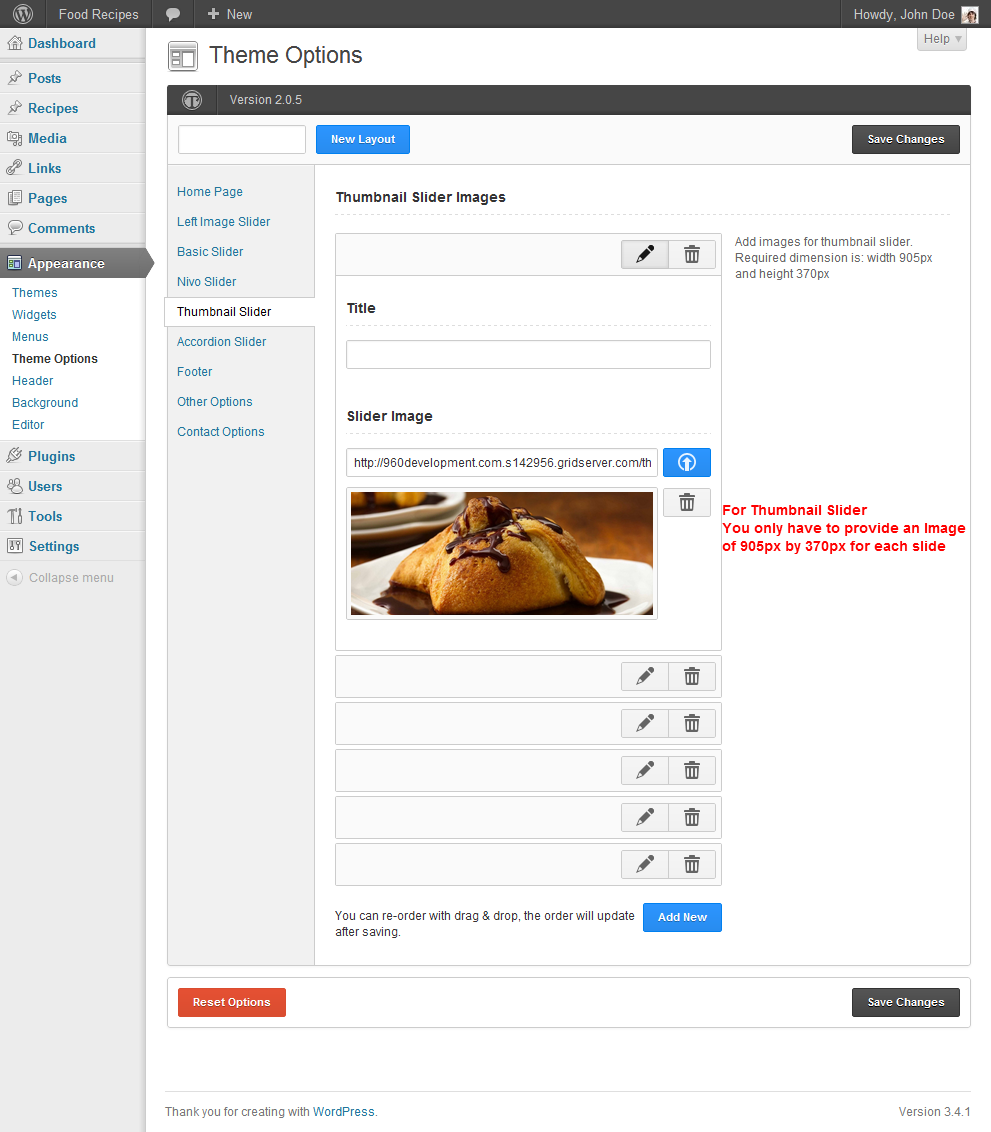 Food Recipes
New
Howdy, John Doe
Help
Dashboard
Posts
Recipes
Media
Links
Pages
Comments
Appearance
Themes
Widgets
Menus
Theme Options
Header
Background
Editor
Plugins
Users
Tools
Settings
Collapse menu
Theme Options
Version 2.0.5
New Layout
Save Changes
Home Page
Left Image Slider
Basic Slider
Nivo Slider
Thumbnail Slider
Accordion Slider
Footer
Other Options
Contact Options
Thumbnail Slider Images
Add images for thumbnail slider.
Required dimension is: width 905px
and height 370px
Title
Slider Image
http://960development.com.s142956.gridserver.com/th
For Thumbnail Slider
You only have to provide an Image
of 905px by 370px for each slide
You can re-order with drag & drop, the order will update
after saving.
Add New
Reset Options
Save Changes
Thank you for creating with WordPress.
Version 3.4.1